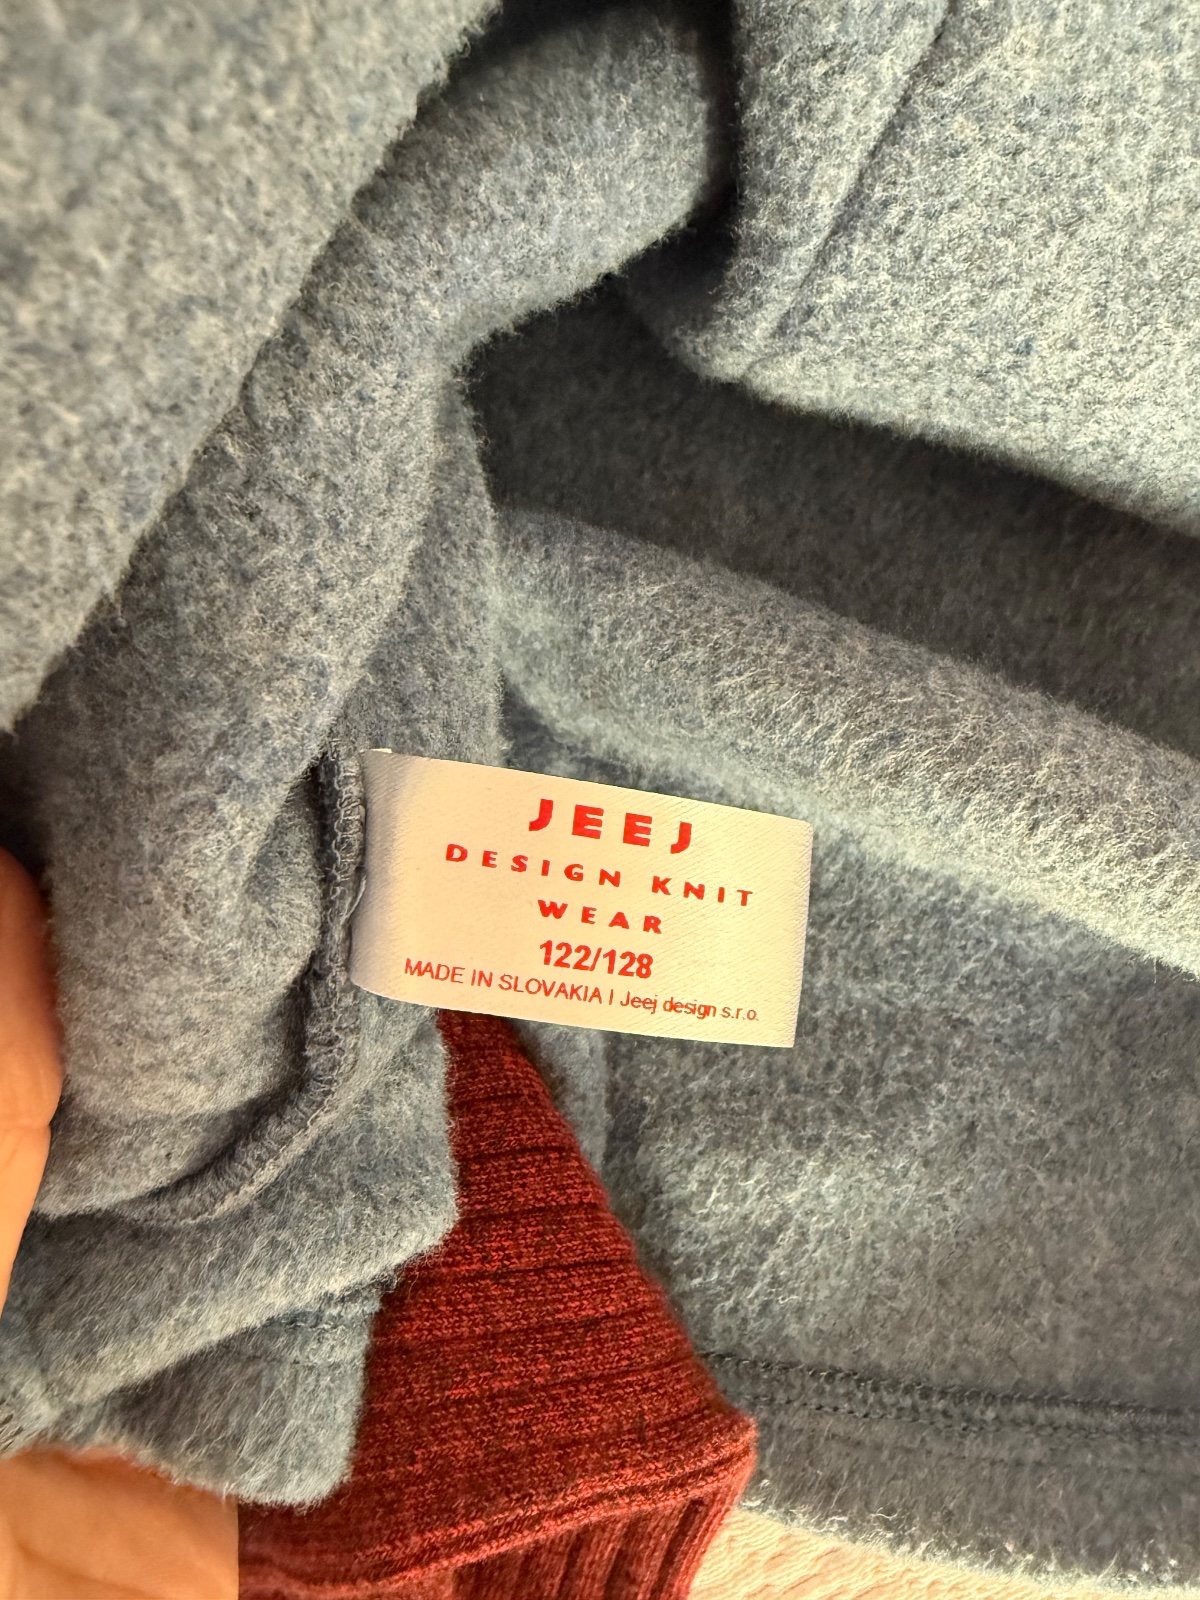 JEEJ
DESIGN KNIT
WEAR
122/128
MADE IN SLOVAKIA I Jeej design s.r.o.